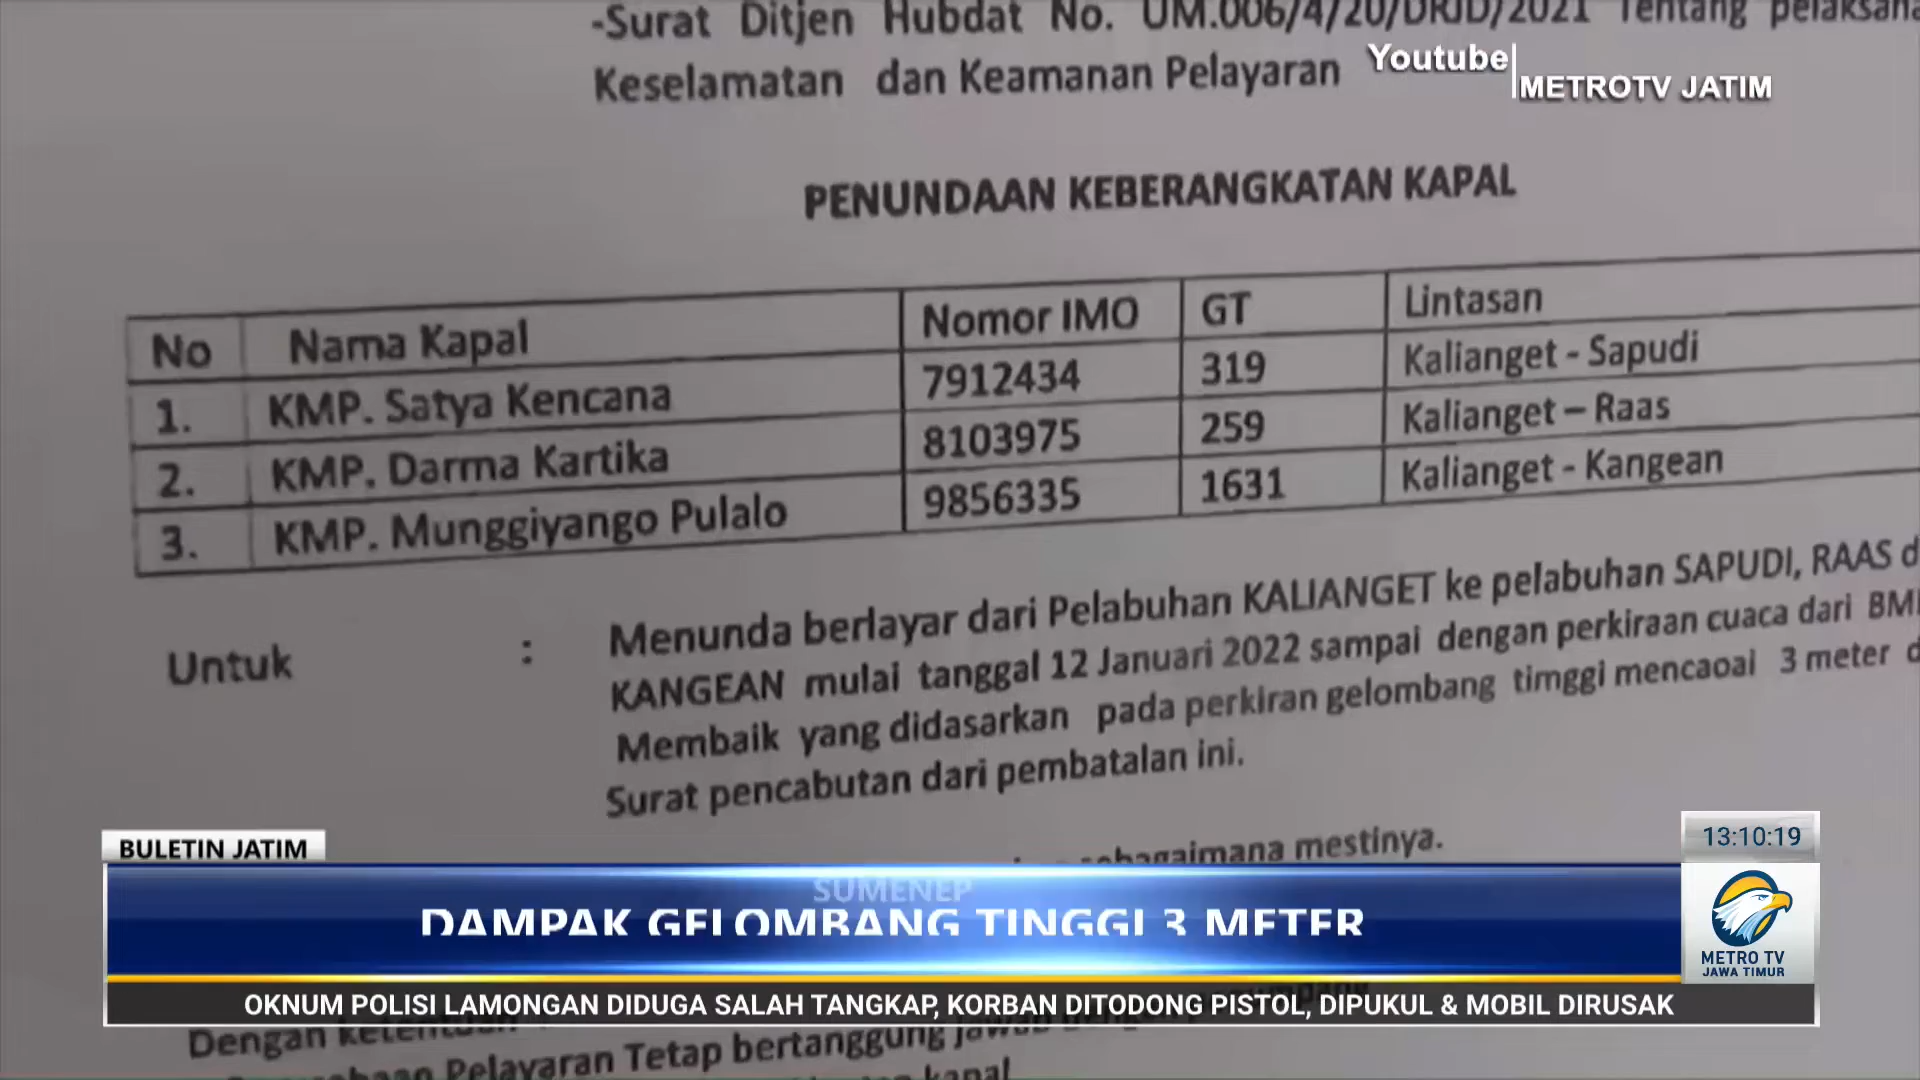 -Surat Ditjen Hubdat No. UM.006/4/20/DRJD/2021 Tentang
Keselamatan dan Keamanan Pelayaran
Youtube
METROTV JATIM
PENUNDAAN KEBERANGKATAN KAPAL
No Nama Kapal Nomor IMO GT Lintasan
1. KMP. Satya Kencana 7912434 319 Kalianget - Sapudi
2. KMP. Darma Kartika 8103975 259 Kalianget – Raas
3. KMP. Munggiyango Pulalo 9856335 1631 Kalianget - Kangean
Untuk : Menunda berlayar dari Pelabuhan KALIANGET ke pelabuhan SAPUDI, RAAS
KANGEAN mulai tanggal 12 Januari 2022 sampai dengan perkiraan cuaca dari
Membaik yang didasarkan pada perkiran gelombang timggi mencaoai 3 meter
Surat pencabutan dari pembatalan ini.
mestinya.
BULETIN JATIM
13:10:19
SUMENEP
DAMPAK GELOMBANG TINGGI 3 METER
METRO TV
JAWA TIMUR
OKNUM POLISI LAMONGAN DIDUGA SALAH TANGKAP, KORBAN DITODONG PISTOL, DIPUKUL & MOBIL DIRUSAK
Dengan
Pelayaran Tetap bertanggung jawab
kapal